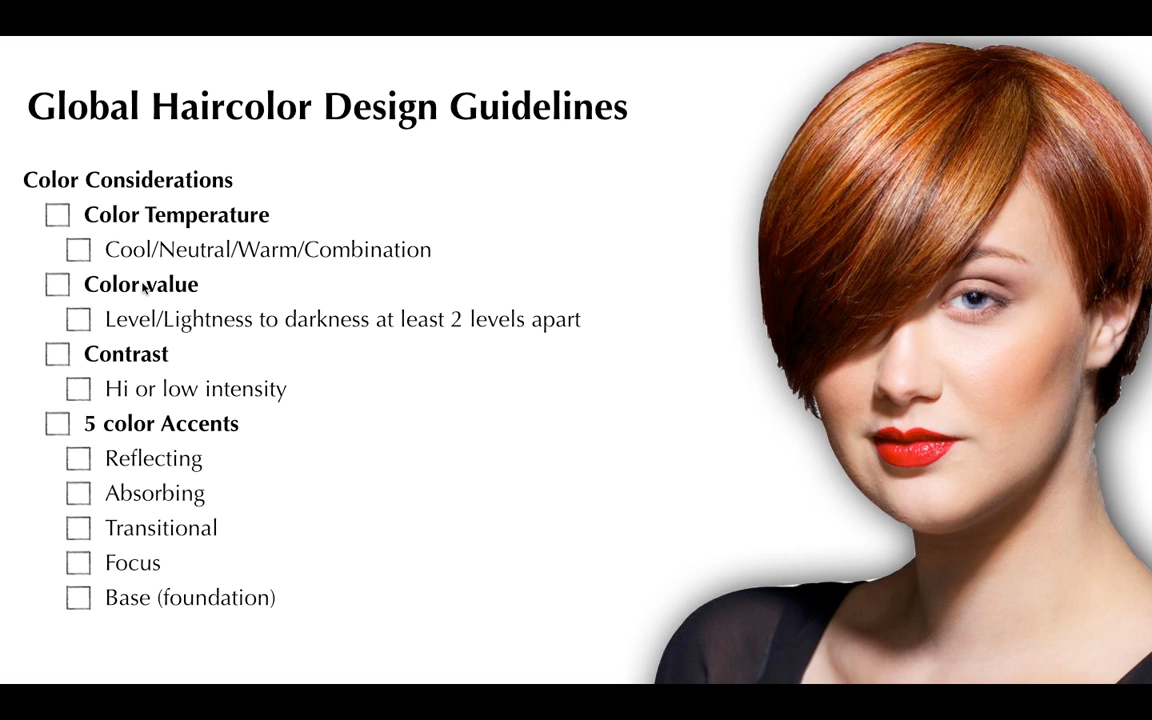 Global Haircolor Design Guidelines
Color Considerations
Color Temperature
Cool/Neutral/Warm/Combination
Color value
Level/Lightness to darkness at least 2 levels apart
Contrast
Hi or low intensity
5 color Accents
Reflecting
Absorbing
Transitional
Focus
Base (foundation)